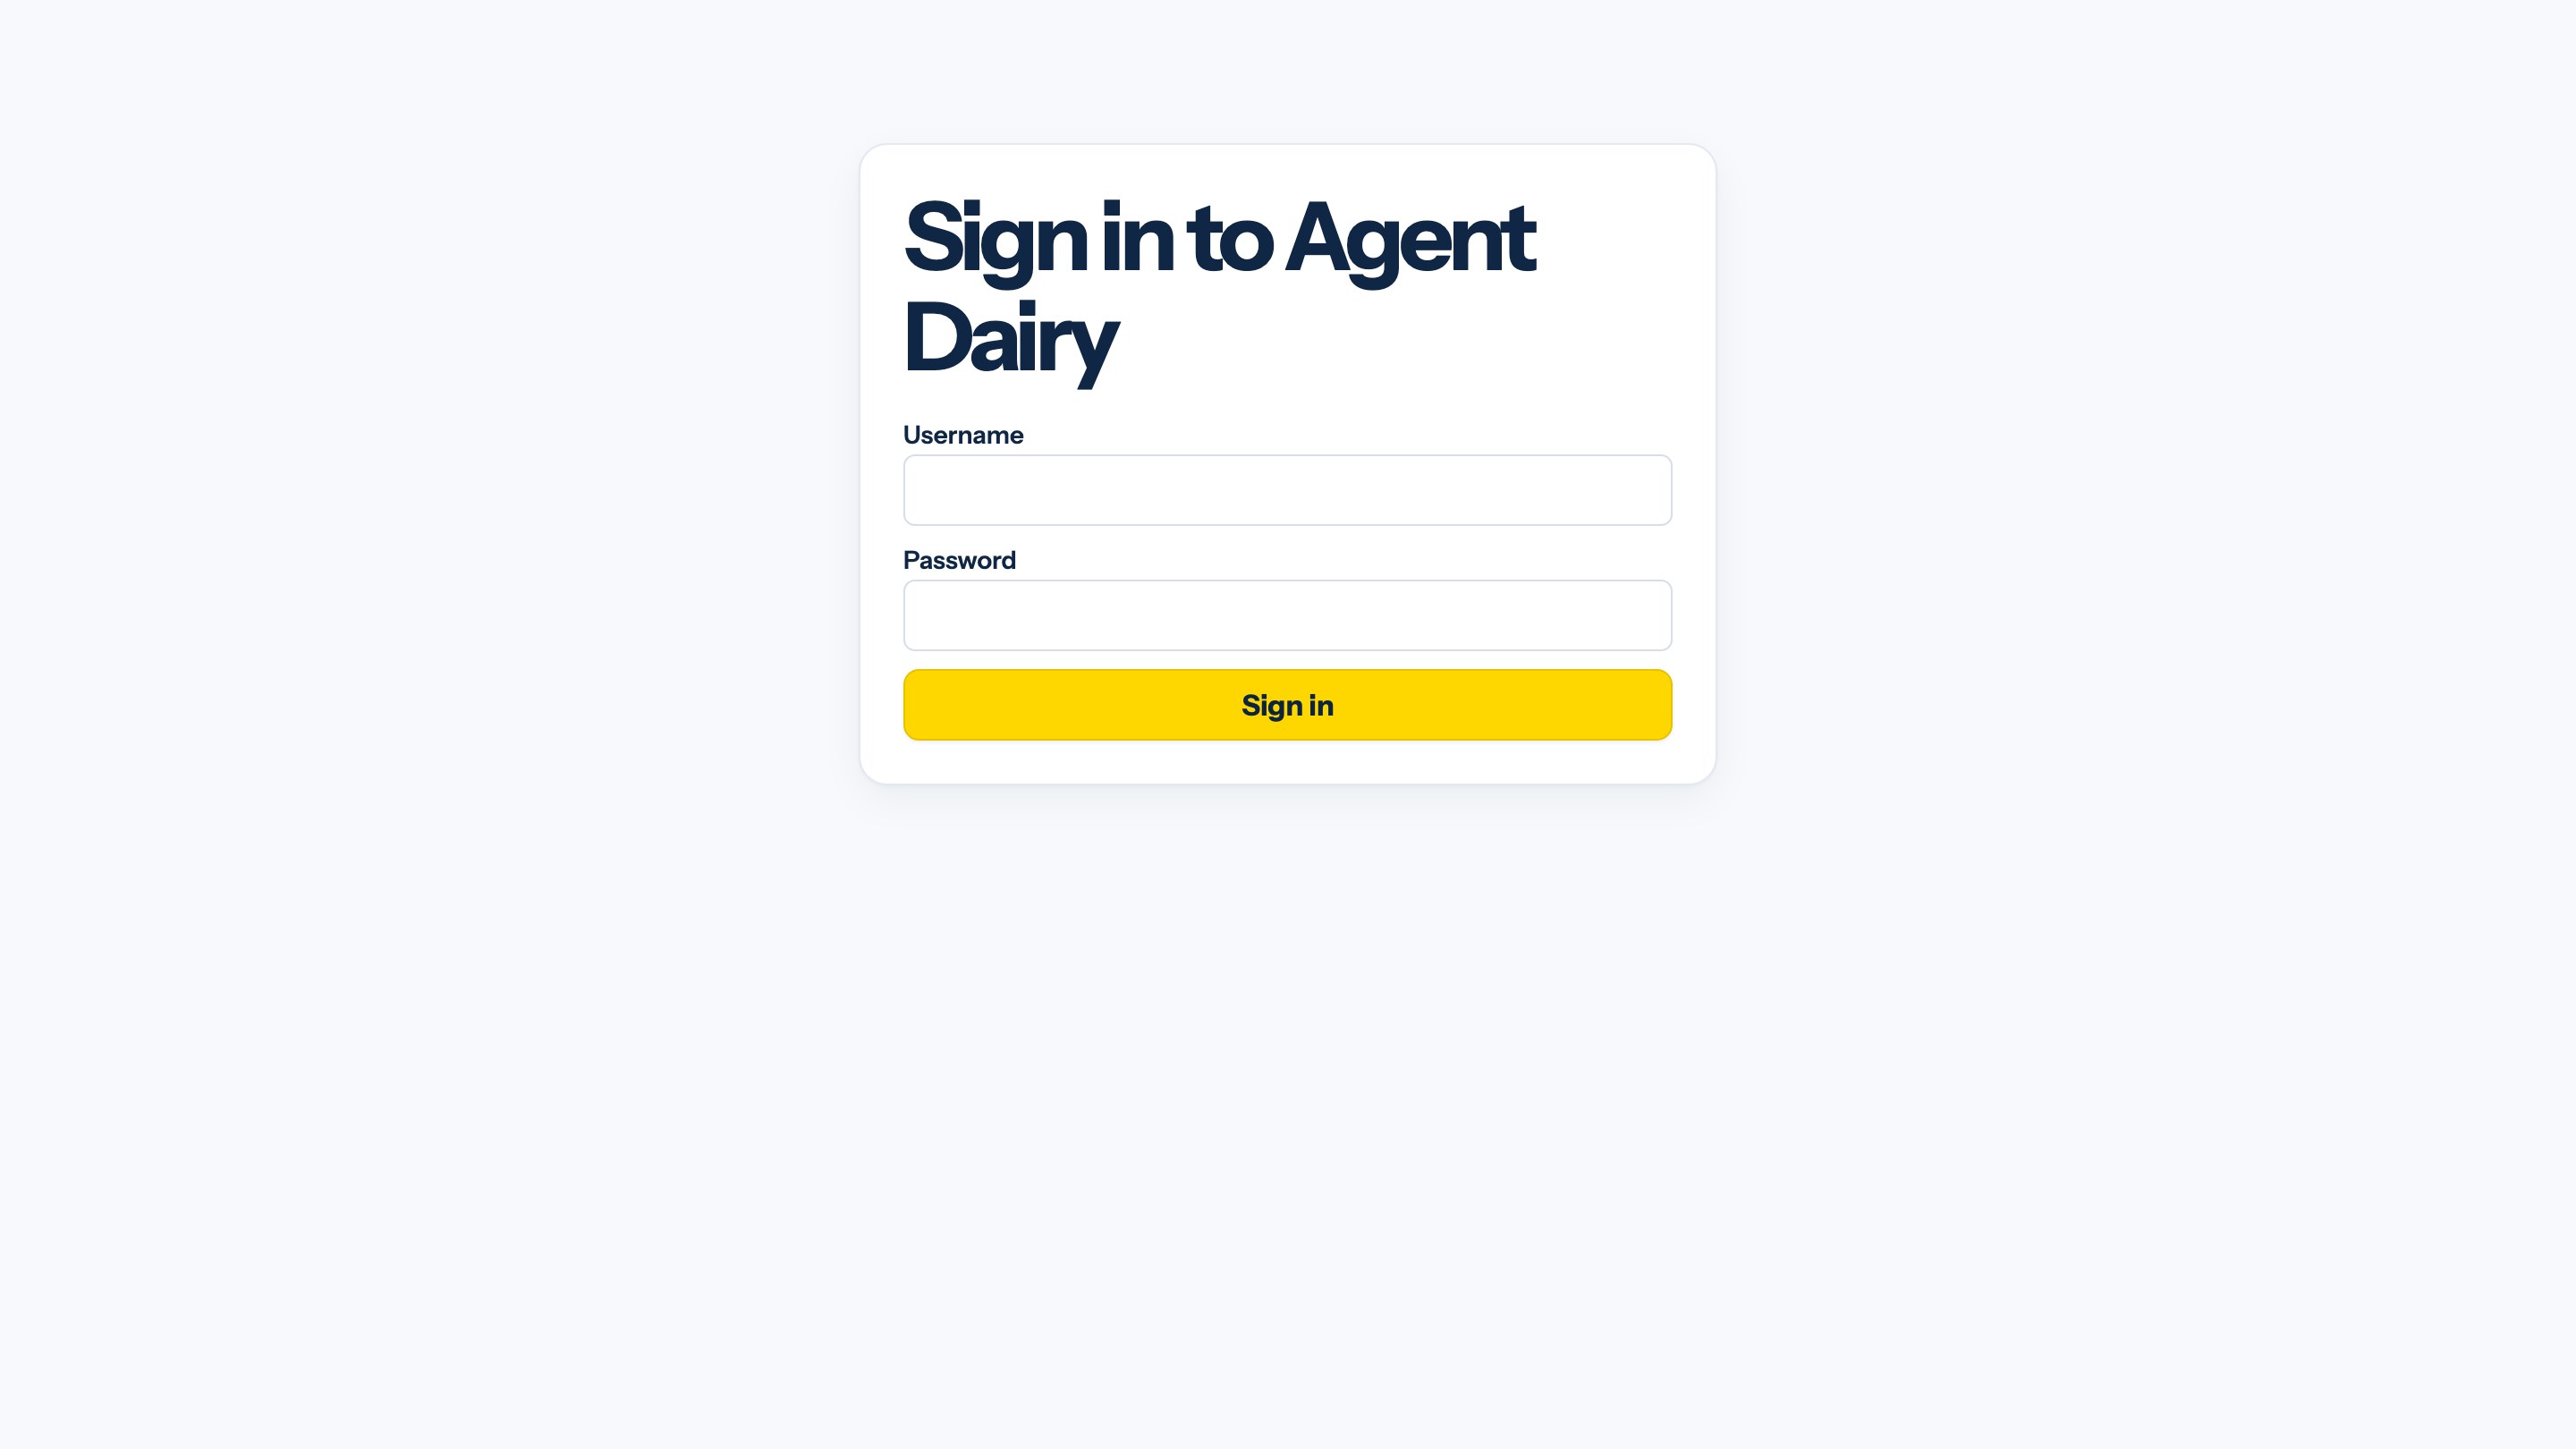 Sign in to Agent
Dairy
Username
Password
Sign in